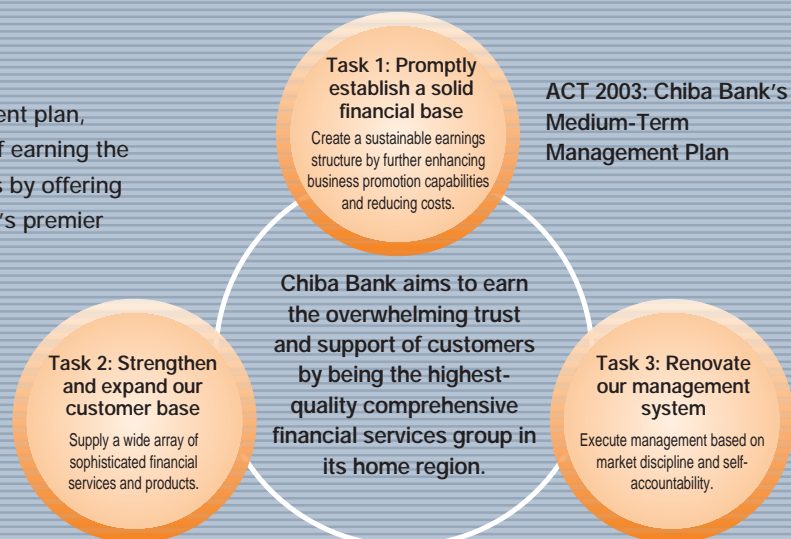 ent plan,
f earning the
s by offering
's premier
Task 1: Promptly
establish a solid
financial base
Create a sustainable earnings
structure by further enhancing
business promotion capabilities
and reducing costs.
ACT 2003: Chiba Bank's
Medium-Term
Management Plan
Chiba Bank aims to earn
the overwhelming trust
and support of customers
by being the highest-
quality comprehensive
financial services group in
its home region.
Task 2: Strengthen
and expand our
customer base
Supply a wide array of
sophisticated financial
services and products.
Task 3: Renovate
our management
system
Execute management based on
market discipline and self-
accountability.